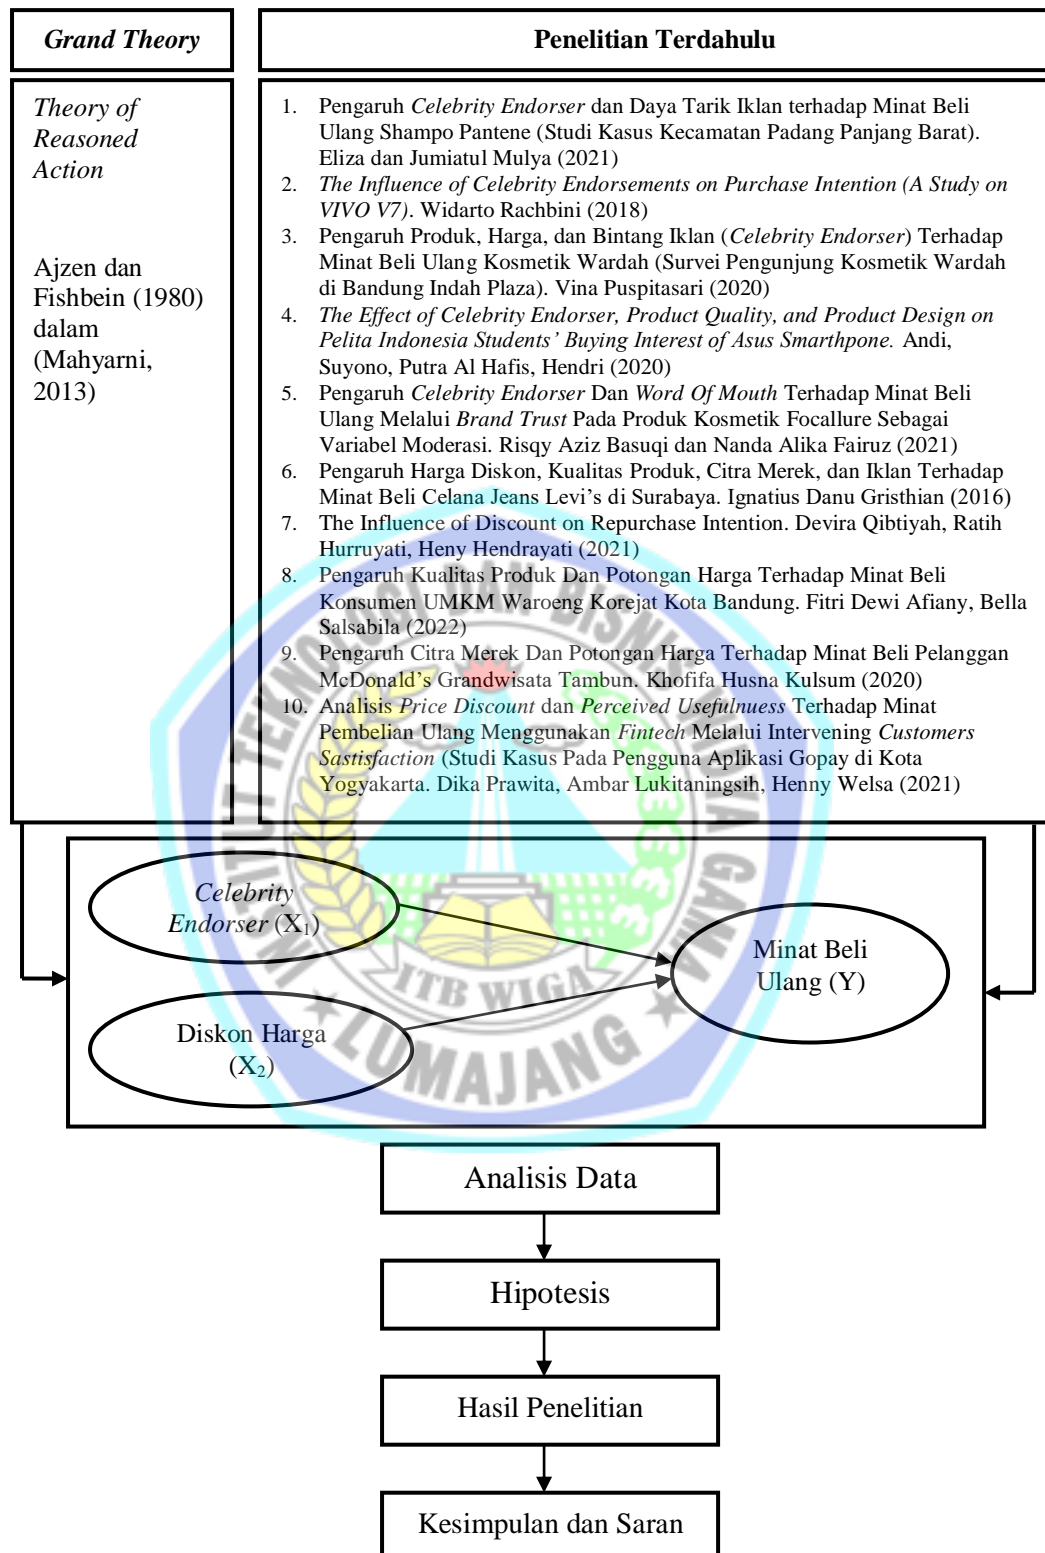 Grand Theory
Penelitian Terdahulu
Theory of
Reasoned
Action
Ajzen dan
Fishbein (1980)
dalam
(Mahyarni,
2013)
1. Pengaruh Celebrity Endorser dan Daya Tarik Iklan terhadap Minat Beli
Ulang Shampo Pantene (Studi Kasus Kecamatan Padang Panjang Barat).
Eliza dan Jumiatul Mulya (2021)
2. The Influence of Celebrity Endorsements on Purchase Intention (A Study on
VIVO V7). Widarto Rachbini (2018)
3. Pengaruh Produk, Harga, dan Bintang Iklan (Celebrity Endorser) Terhadap
Minat Beli Ulang Kosmetik Wardah (Survei Pengunjung Kosmetik Wardah
di Bandung Indah Plaza). Vina Puspitasari (2020)
4. The Effect of Celebrity Endorser, Product Quality, and Product Design on
Pelita Indonesia Students’ Buying Interest of Asus Smarthpone. Andi,
Suyono, Putra Al Hafis, Hendri (2020)
5. Pengaruh Celebrity Endorser Dan Word Of Mouth Terhadap Minat Beli
Ulang Melalui Brand Trust Pada Produk Kosmetik Focallure Sebagai
Variabel Moderasi. Risqy Aziz Basuqi dan Nanda Alika Fairuz (2021)
6. Pengaruh Harga Diskon, Kualitas Produk, Citra Merek, dan Iklan Terhadap
Minat Beli Celana Jeans Levi’s di Surabaya. Ignatius Danu Gristhian (2016)
7. The Influence of Discount on Repurchase Intention. Devira Qibtiyah, Ratih
Hurruyati, Heny Hendrayati (2021)
8. Pengaruh Kualitas Produk Dan Potongan Harga Terhadap Minat Beli
Konsumen UMKM Waroeng Korejat Kota Bandung. Fitri Dewi Afiany, Bella
Salsabila (2022)
9. Pengaruh Citra Merek Dan Potongan Harga Terhadap Minat Beli Pelanggan
McDonald’s Grandwisata Tambun. Khofifa Husna Kulsum (2020)
10. Analisis Price Discount dan Perceived Usefulnuess Terhadap Minat
Pembelian Ulang Menggunakan Fintech Melalui Intervening Customers
Sastisfaction (Studi Kasus Pada Pengguna Aplikasi Gopay di Kota
Yogyakarta. Dika Prawita, Ambar Lukitaningsih, Henny Welsa (2021)
INSTITUT TEKNOLOGI DAN BISNIS WIDYA GAMA
ITB WIGA
★ LUMAJANG ★
Celebrity
Endorser (X₁)
Minat Beli
Ulang (Y)
Diskon Harga
(X₂)
Analisis Data
Hipotesis
Hasil Penelitian
Kesimpulan dan Saran